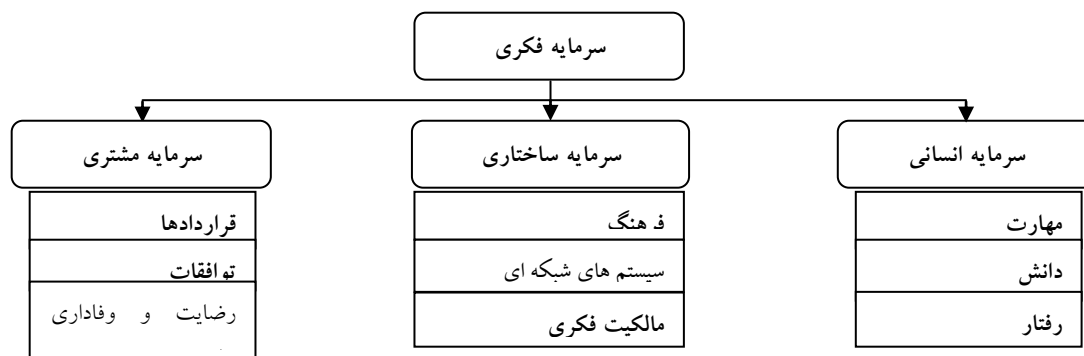 سرمایه فکری
سرمایه انسانی
سرمایه ساختاری
سرمایه مشتری
مهارت
دانش
رفتار
فرهنگ
سیستم های شبکه ای
مالکیت فکری
قراردادها
توافقات
رضایت و وفاداری